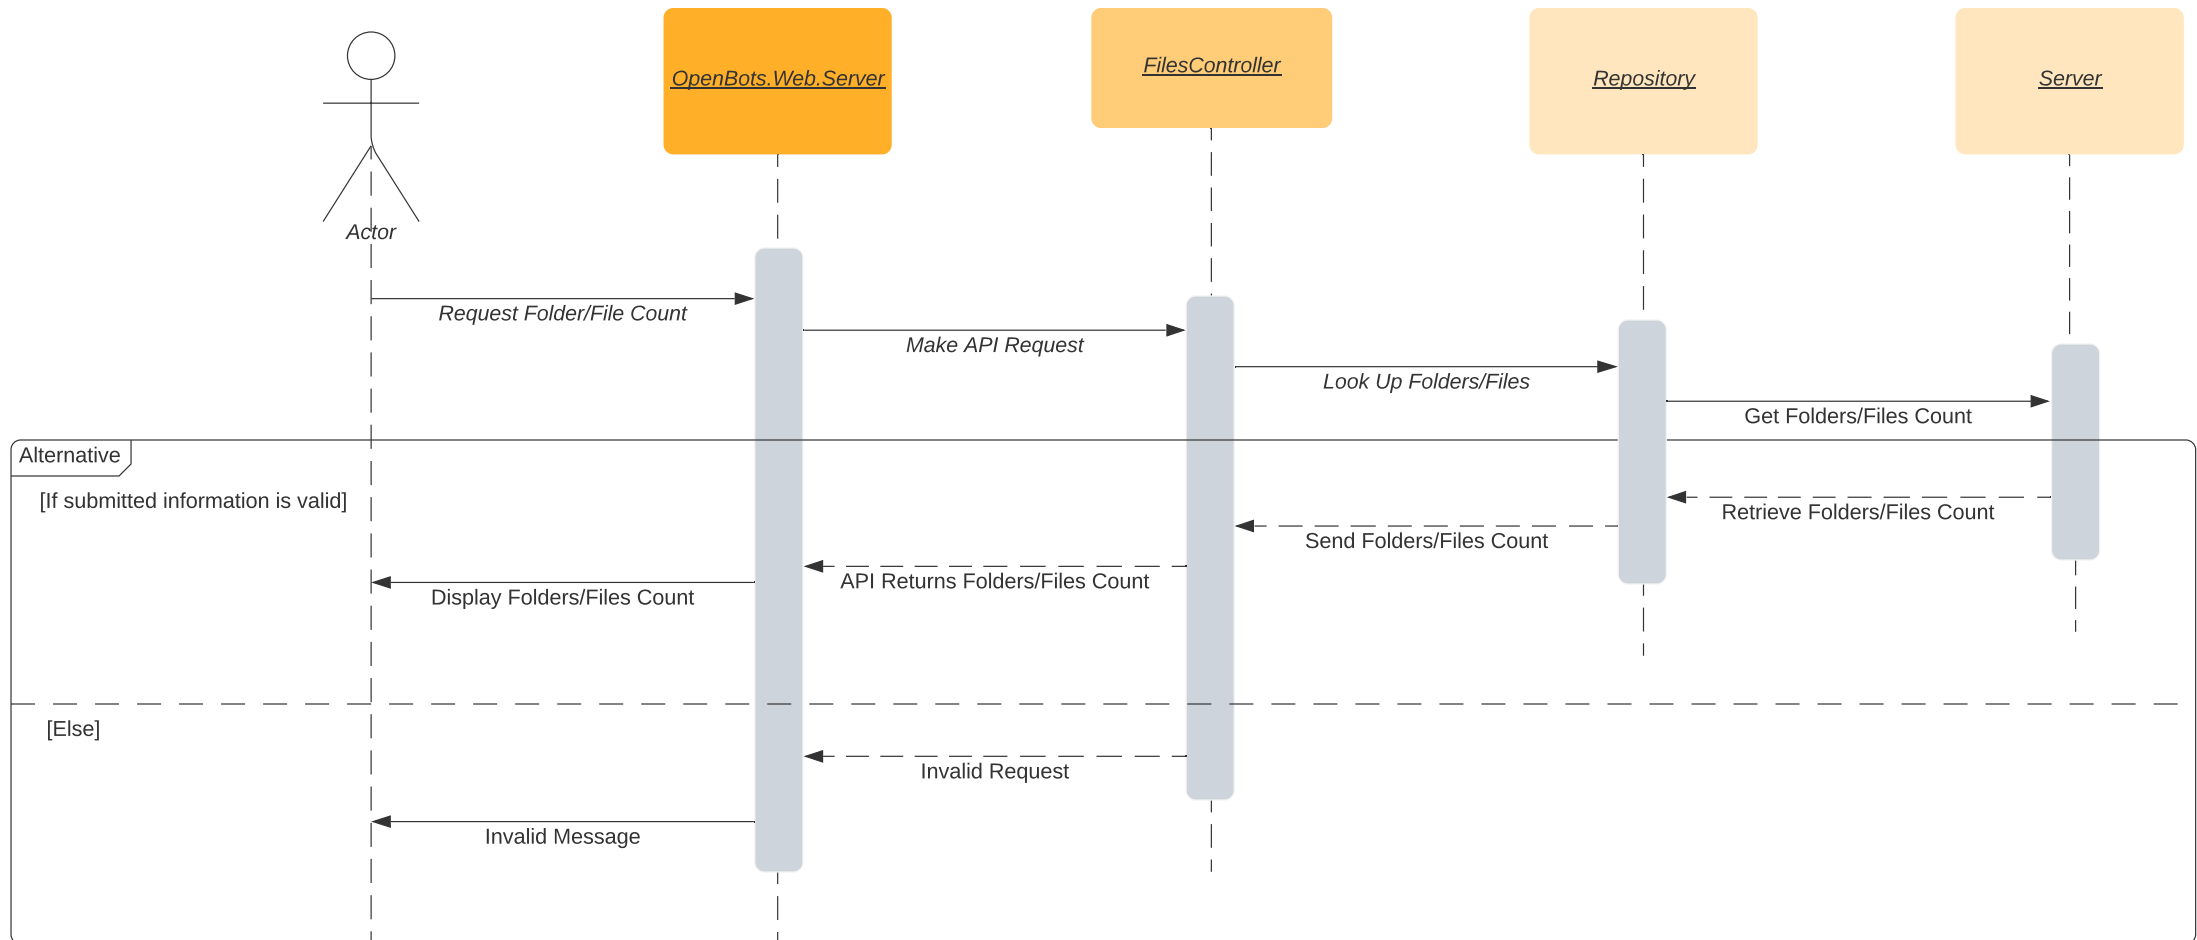 OpenBots.Web.Server
FilesController
Repository
Server
Actor
Request Folder/File Count
Make API Request
Look Up Folders/Files
Get Folders/Files Count
Alternative
[If submitted information is valid]
Retrieve Folders/Files Count
Send Folders/Files Count
API Returns Folders/Files Count
Display Folders/Files Count
[Else]
Invalid Request
Invalid Message